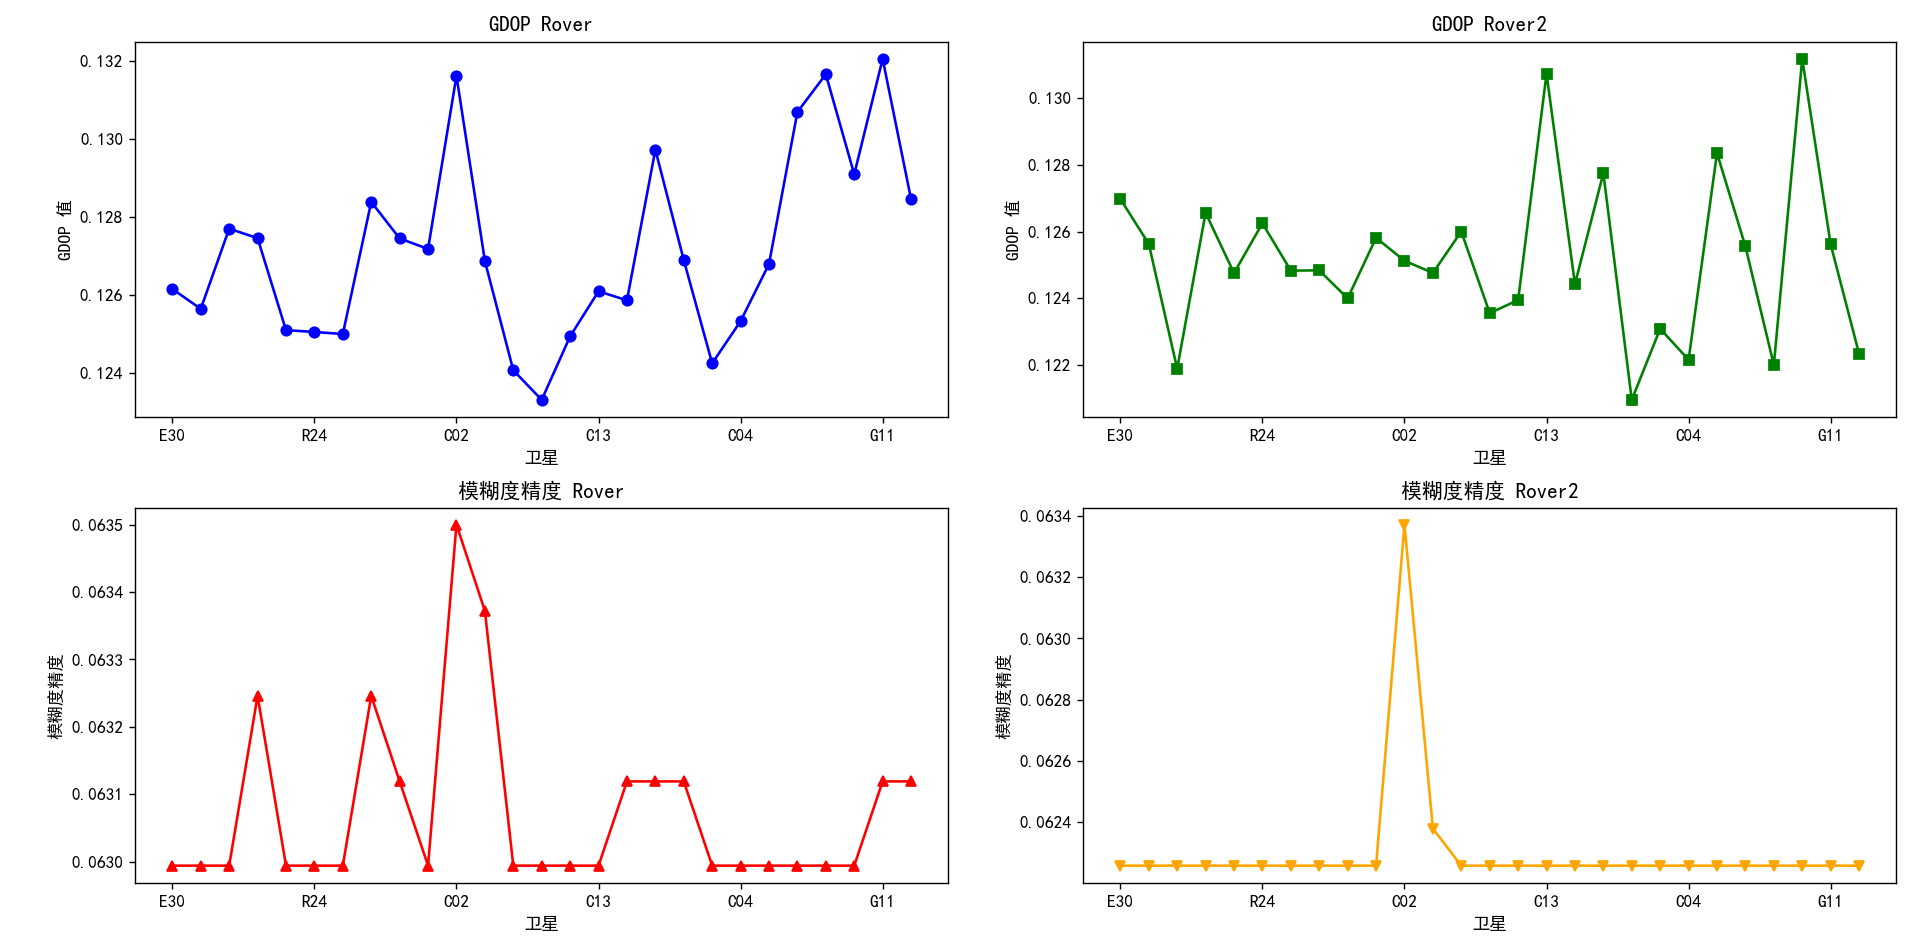 GDOP Rover
0.132
0.130
0.128
0.126
0.124
GDOP 值
E30 R24 C02 C13 C04 G11
卫星
GDOP Rover2
0.130
0.128
0.126
0.124
0.122
GDOP 值
E30 R24 C02 C13 C04 G11
卫星
模糊度精度 Rover
0.0635
0.0634
0.0633
0.0632
0.0631
0.0630
模糊度精度
E30 R24 C02 C13 C04 G11
卫星
模糊度精度 Rover2
0.0634
0.0632
0.0630
0.0628
0.0626
0.0624
模糊度精度
E30 R24 C02 C13 C04 G11
卫星